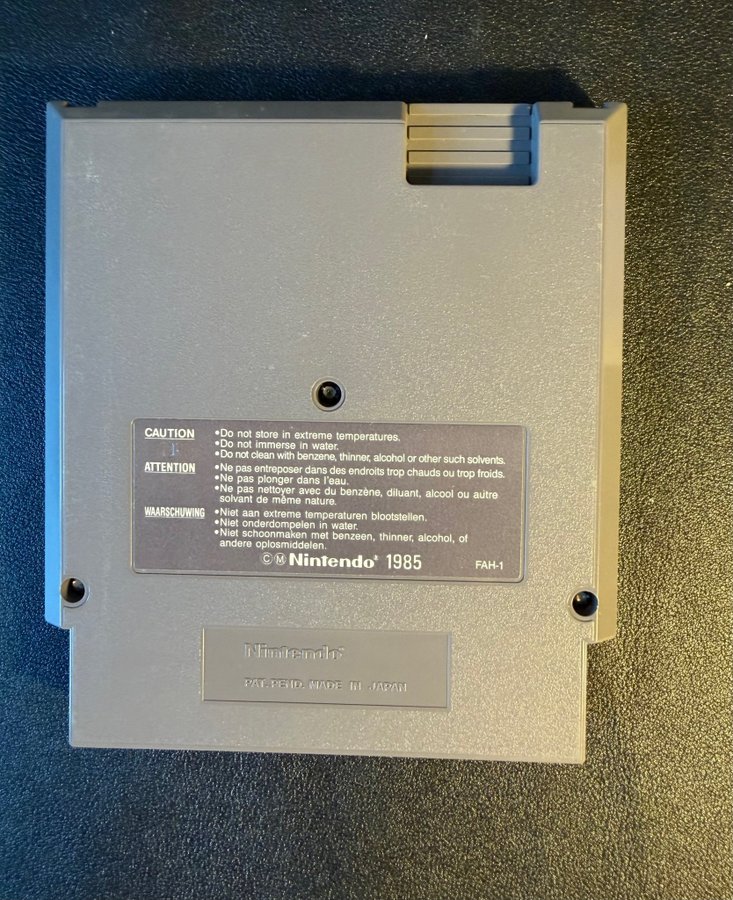 CAUTION •Do not store in extreme temperatures.
•Do not immerse in water.
•Do not clean with benzene, thinner, alcohol or other such solvents.
ATTENTION •Ne pas entreposer dans des endroits trop chauds ou trop froids.
•Ne pas plonger dans l'eau.
•Ne pas nettoyer avec du benzène, diluant, alcool ou autre
solvant de même nature.
WAARSCHUWING •Niet aan extreme temperaturen blootstellen.
•Niet onderdompelen in water.
•Niet schoonmaken met benzeen, thinner, alcohol, of
andere oplosmiddelen.
©Ⓜ Nintendo® 1985 FAH-1
Nintendo®
PAT. PEND. MADE IN JAPAN